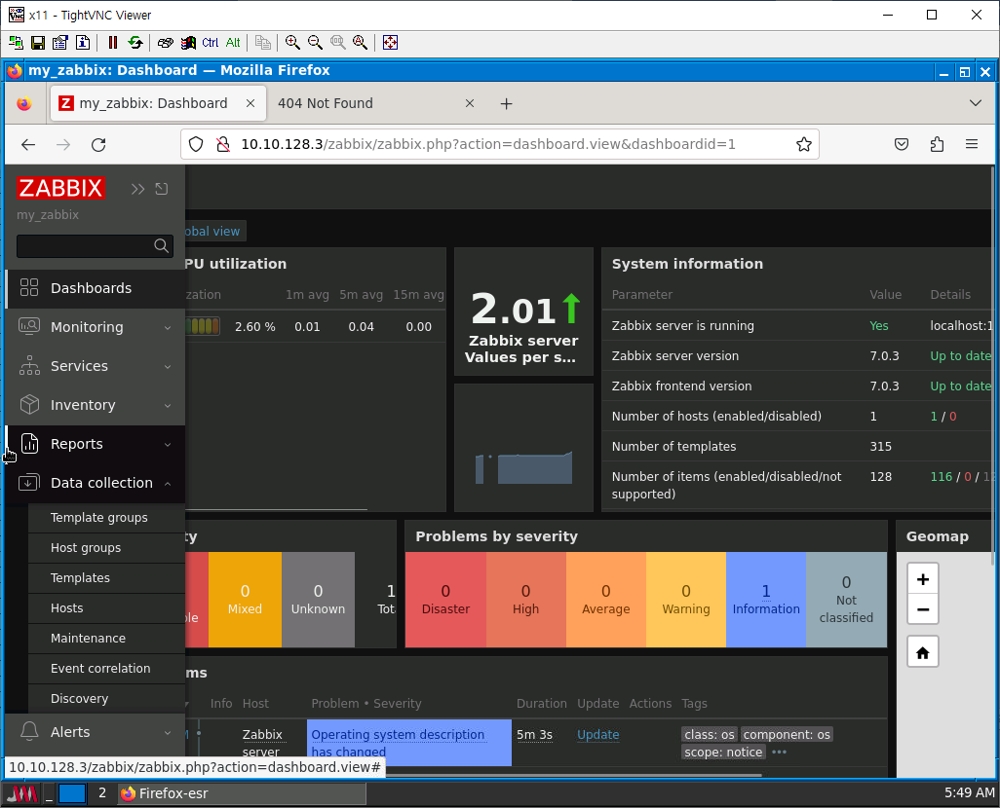 x11 - TightVNC Viewer
Ctrl Alt
my_zabbix: Dashboard — Mozilla Firefox
my_zabbix: Dashboard
404 Not Found
10.10.128.3/zabbix/zabbix.php?action=dashboard.view&dashboardid=1
ZABBIX
my_zabbix
Dashboards
Monitoring
Services
Inventory
Reports
Data collection
Template groups
Host groups
Templates
Hosts
Maintenance
Event correlation
Discovery
Alerts
obal view
PU utilization
zation 1m avg 5m avg 15m avg
2.60 % 0.01 0.04 0.00
2.01
Zabbix server
Values per s...
System information
Parameter Value Details
Zabbix server is running Yes localhost:1
Zabbix server version 7.0.3 Up to date
Zabbix frontend version 7.0.3 Up to date
Number of hosts (enabled/disabled) 1 1 / 0
Number of templates 315
Number of items (enabled/disabled/not supported) 128 116 / 0 / 12
ty
ble
0
Mixed
0
Unknown
1
Tot
Problems by severity
0
Disaster
0
High
0
Average
0
Warning
1
Information
0
Not
classified
Geomap
+
−
ms
Info Host Problem • Severity Duration Update Actions Tags
M
Zabbix
server
Operating system description
has changed
5m 3s
Update
class: os component: os
scope: notice •••
10.10.128.3/zabbix/zabbix.php?action=dashboard.view#
2
Firefox-esr
5:49 AM